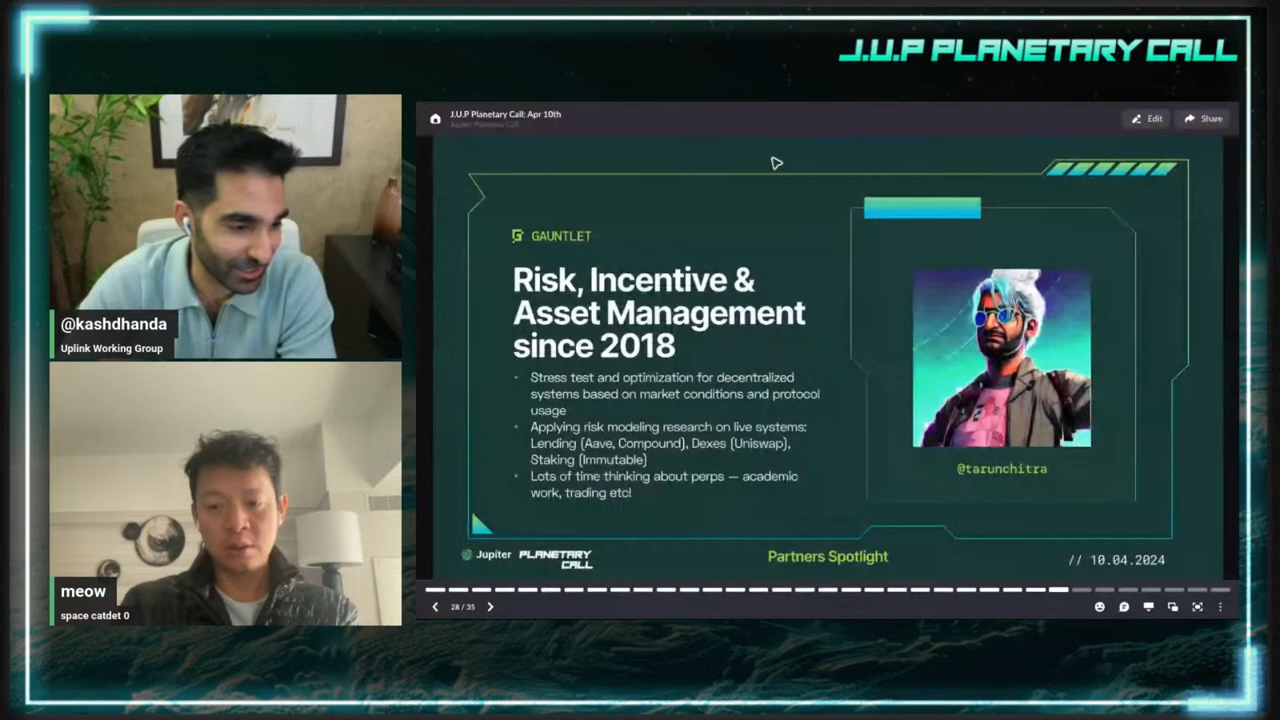 J.U.P PLANETARY CALL
@kashdhanda
Uplink Working Group
meow
space catdet 0
J.U.P Planetary Call: Apr 10th
Jupiter Planetary Call
Edit
Share
GAUNTLET
Risk, Incentive &
Asset Management
since 2018
- Stress test and optimization for decentralized
systems based on market conditions and protocol
usage
- Applying risk modeling research on live systems:
Lending (Aave, Compound), Dexes (Uniswap),
Staking (Immutable)
- Lots of time thinking about perps — academic
work, trading etc!
@tarunchitra
Jupiter PLANETARY
CALL
Partners Spotlight
// 10.04.2024
28 / 35